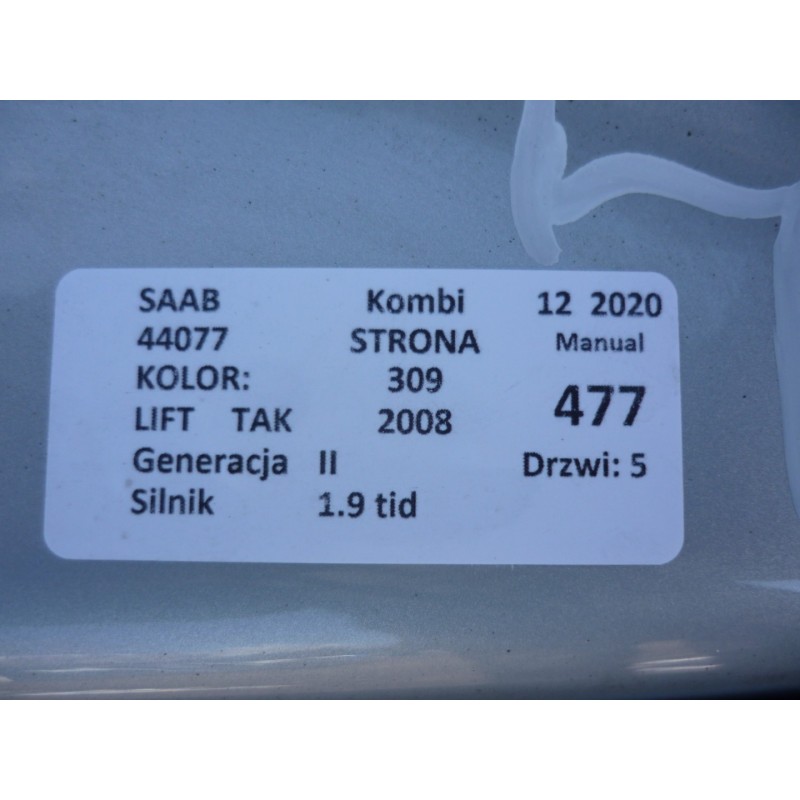 SAAB Kombi 12 2020
44077 STRONA Manual
KOLOR: 309
LIFT TAK 2008 477
Generacja II Drzwi: 5
Silnik 1.9 tid